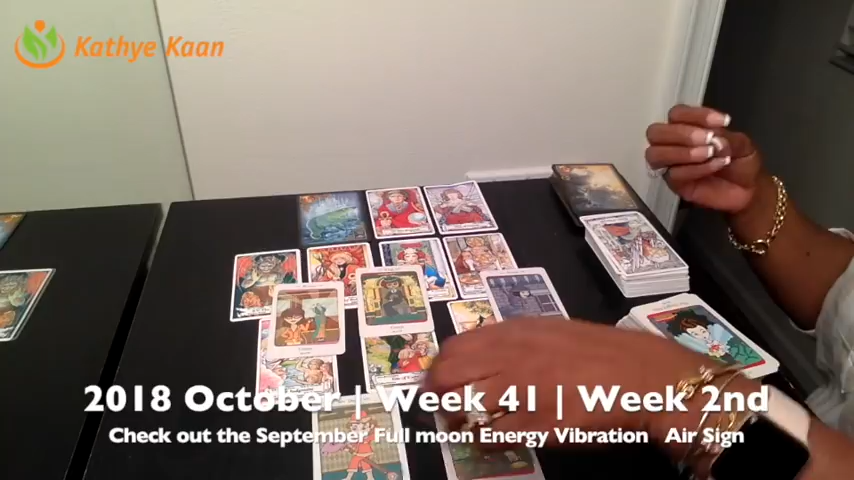 Kathye Kaan
2018 October | Week 41 | Week 2nd
Check out the September Full moon Energy Vibration Air Sign